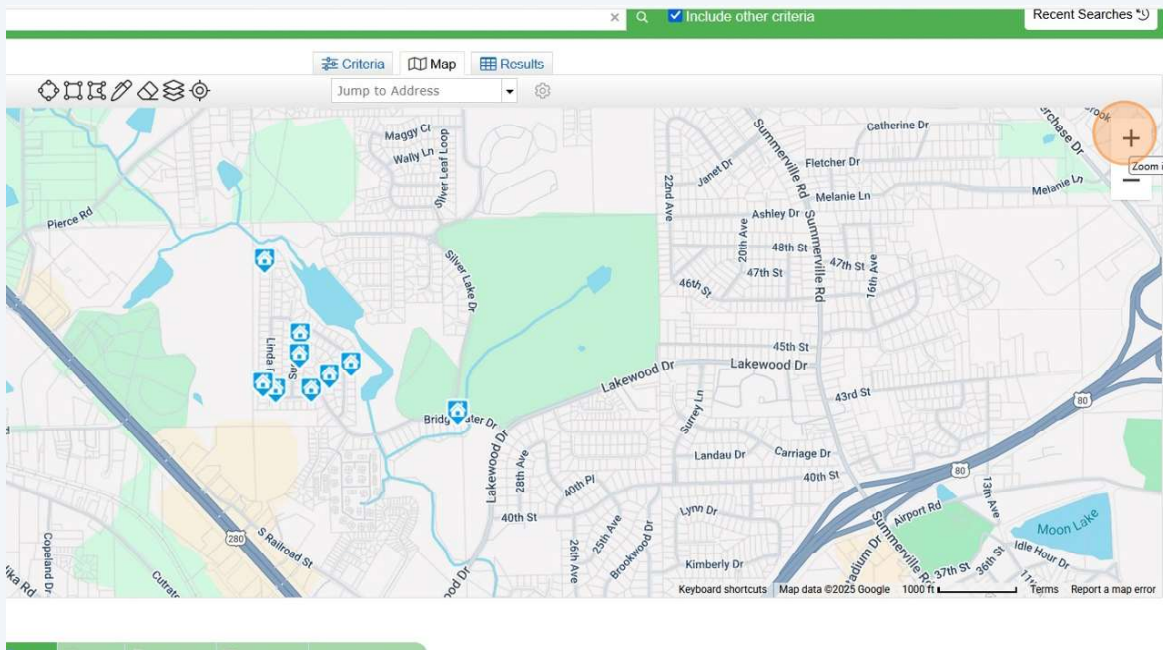 × Include other criteria Recent Searches
Criteria Map Results
Jump to Address
Catherine Dr
Maggy Ct
Wally Ln
Silver Leaf Loop
Summerville Rd
Janet Dr
Fletcher Dr
Zoom i
Melanie Ln
Melanie Ln
22nd Ave
Pierce Rd
Ashley Dr
20th Ave
48th St
47th St
47th St
16th Ave
Summerville Rd
Silver Lake Dr
46th St
Linda
45th St
Lakewood Dr
Lakewood Dr
Surrey Ln
43rd St
80
Lakewood Dr
28th Ave
Landau Dr
Carriage Dr
40th Pl
40th St
80
13th Ave
Lynn Dr
Airport Rd
40th St
25th Ave
Brookwood Dr
Moon Lake
280
S Railroad St
26th Ave
Summerville Rd
Copeland Dr
Idle Hour Dr
36th St
37th St
Kimberly Dr
Keyboard shortcuts Map data ©2025 Google 1000 ft Terms Report a map error